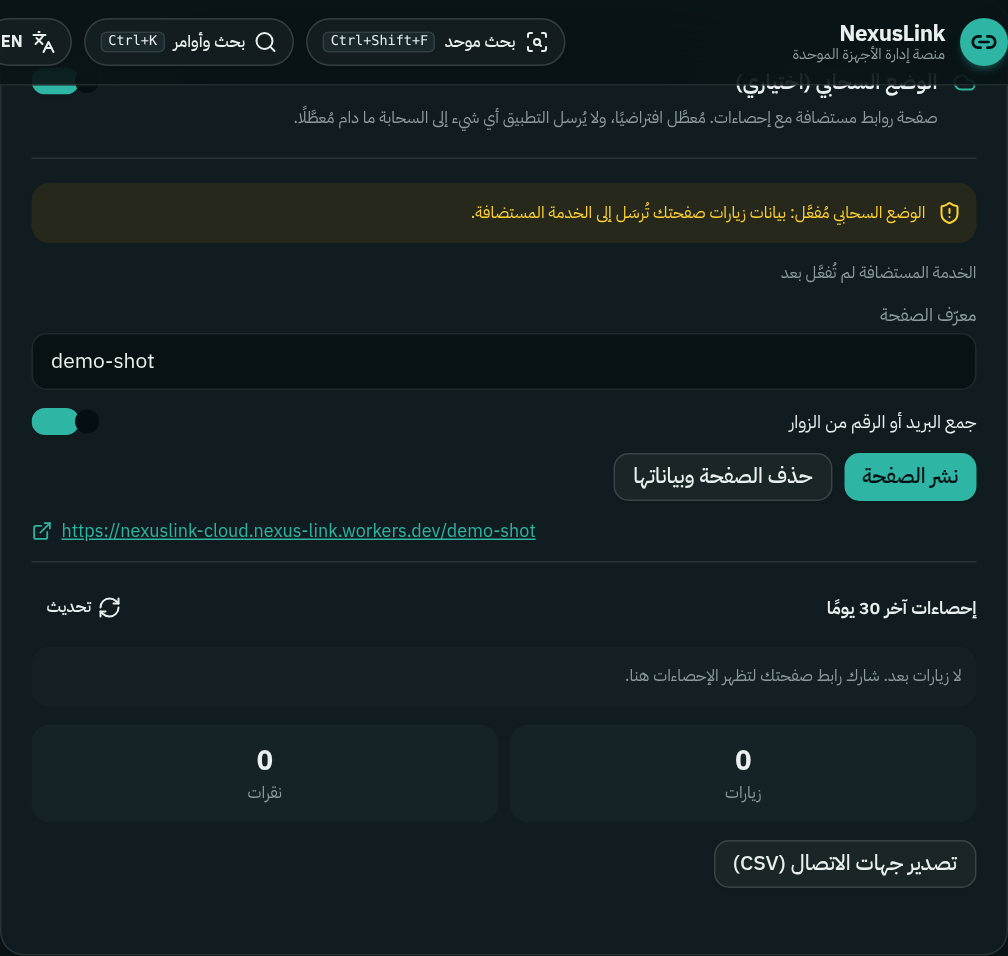 NexusLink
منصة إدارة الأجهزة الموحدة
بحث موحد Ctrl+Shift+F
بحث وأوامر Ctrl+K
EN
الوضع السحابي (اختياري)
صفحة روابط مستضافة مع إحصاءات. مُعطَّل افتراضيًا، ولا يُرسل التطبيق أي شيء إلى السحابة ما دام مُعطَّلًا.
الوضع السحابي مُفعَّل: بيانات زيارات صفحتك تُرسَل إلى الخدمة المستضافة.
الخدمة المستضافة لم تُفعَّل بعد
معرّف الصفحة
demo-shot
جمع البريد أو الرقم من الزوار
نشر الصفحة
حذف الصفحة وبياناتها
https://nexuslink-cloud.nexus-link.workers.dev/demo-shot
إحصاءات آخر 30 يومًا
تحديث
لا زيارات بعد. شارك رابط صفحتك لتظهر الإحصاءات هنا.
0
زيارات
0
نقرات
تصدير جهات الاتصال (CSV)